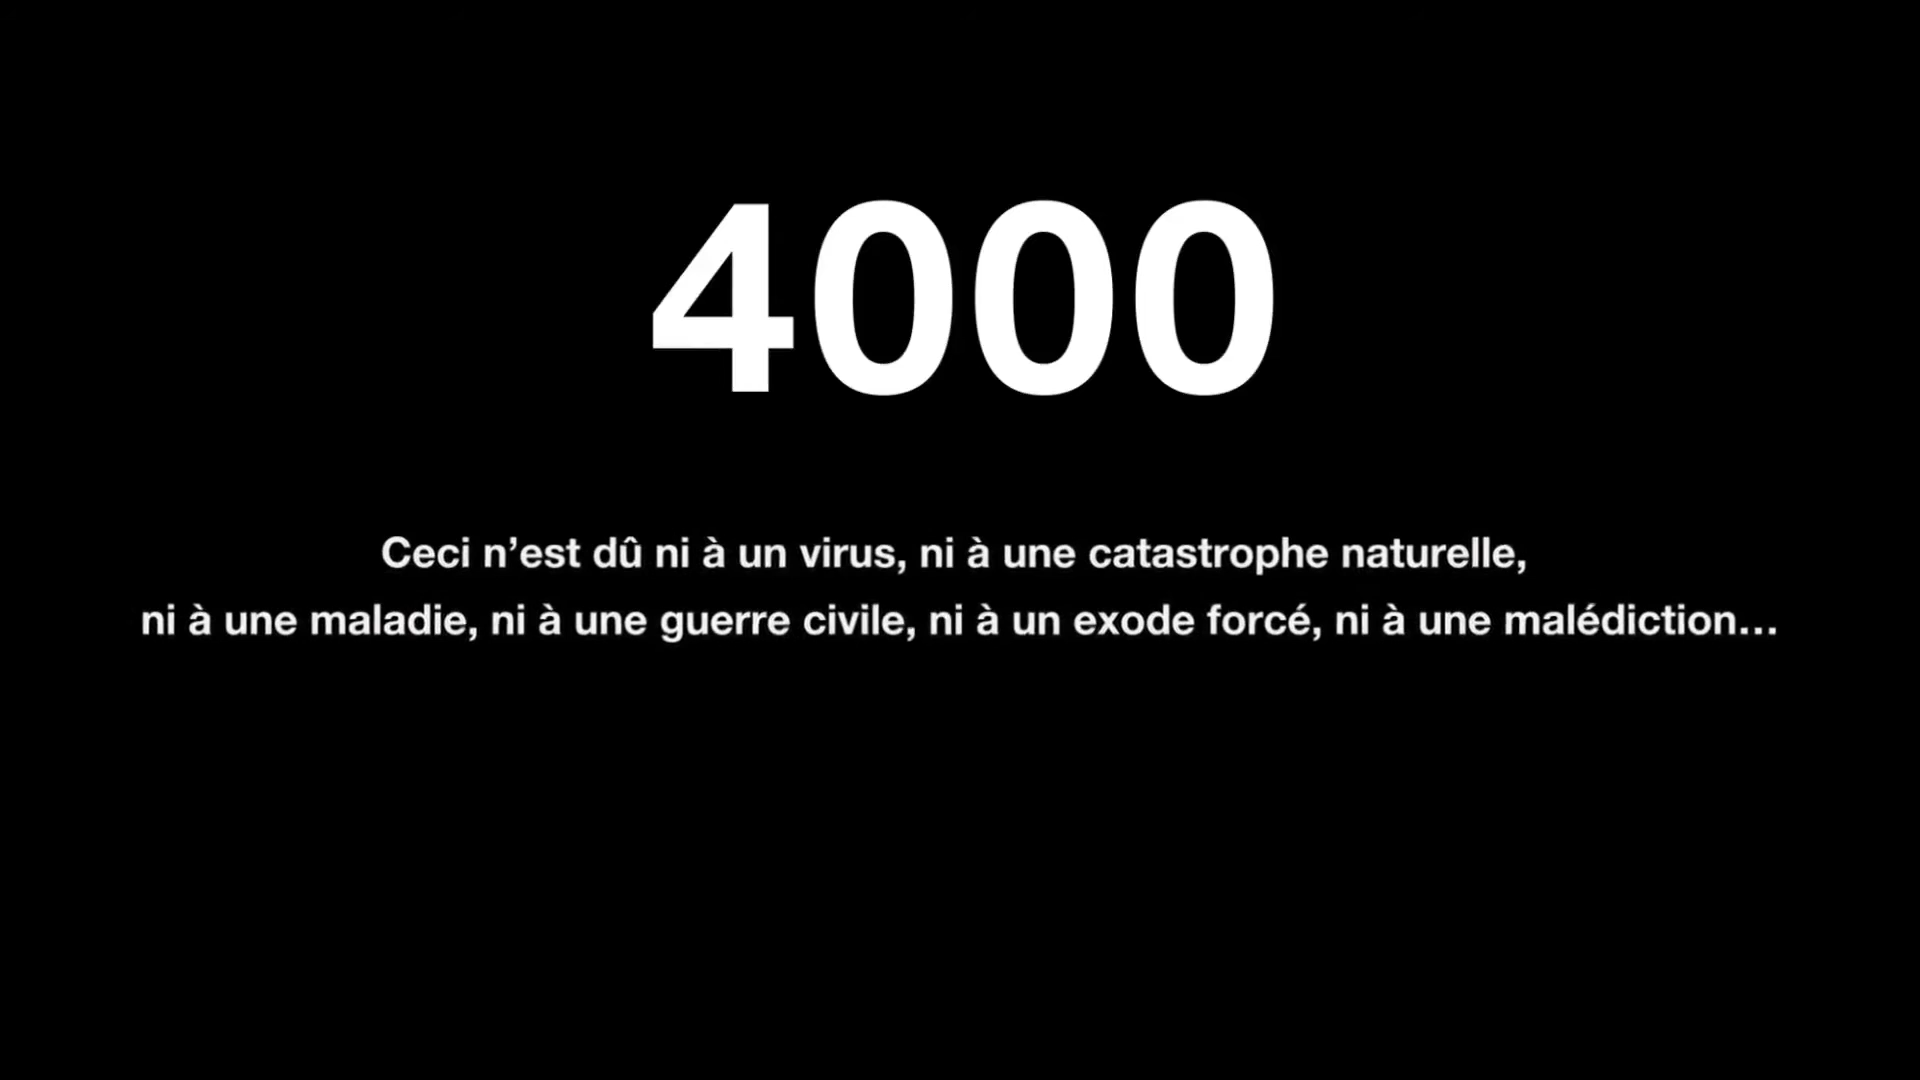 4000
Ceci n’est dû ni à un virus, ni à une catastrophe naturelle,
ni à une maladie, ni à une guerre civile, ni à un exode forcé, ni à une malédiction…